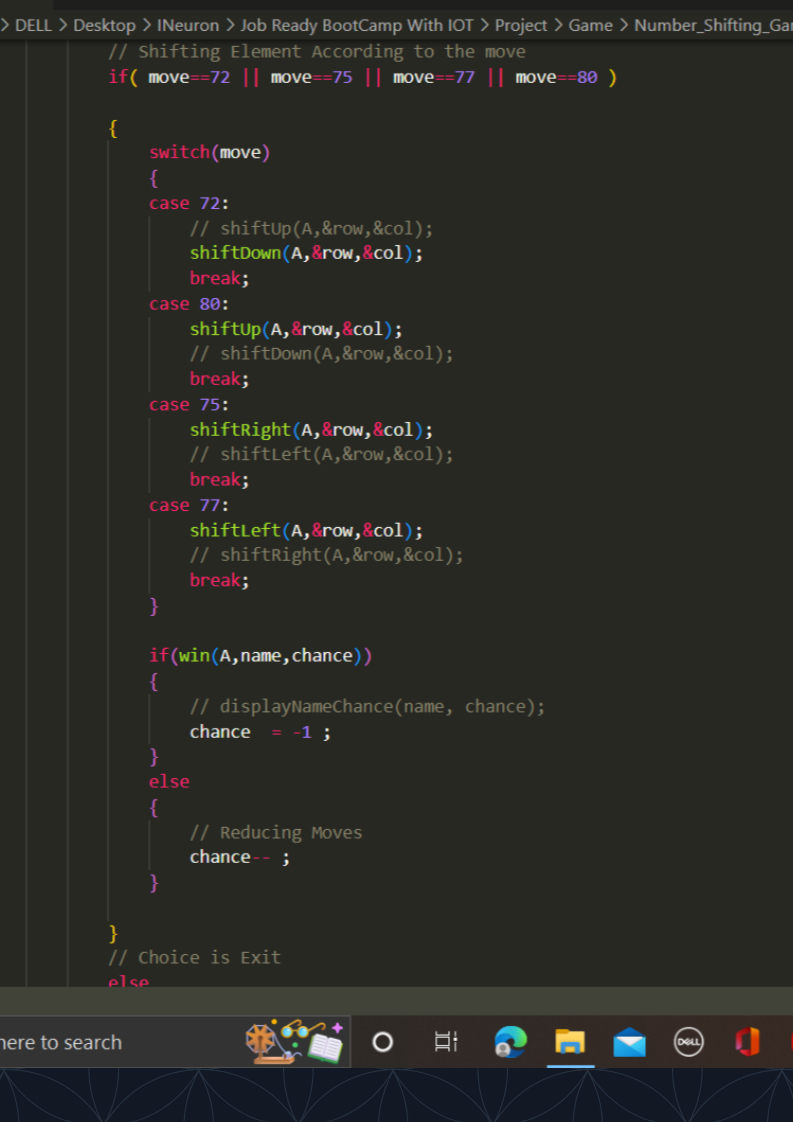 > DELL > Desktop > INeuron > Job Ready BootCamp With IOT > Project > Game > Number_Shifting_Gam
// Shifting Element According to the move
if( move==72 || move==75 || move==77 || move==80 )
{
switch(move)
{
case 72:
// shiftUp(A,&row,&col);
shiftDown(A,&row,&col);
break;
case 80:
shiftUp(A,&row,&col);
// shiftDown(A,&row,&col);
break;
case 75:
shiftRight(A,&row,&col);
// shiftLeft(A,&row,&col);
break;
case 77:
shiftLeft(A,&row,&col);
// shiftRight(A,&row,&col);
break;
}
if(win(A,name,chance))
{
// displayNameChance(name, chance);
chance  = -1 ;
}
else
{
// Reducing Moves
chance-- ;
}
}
// Choice is Exit
else
here to search
DELL